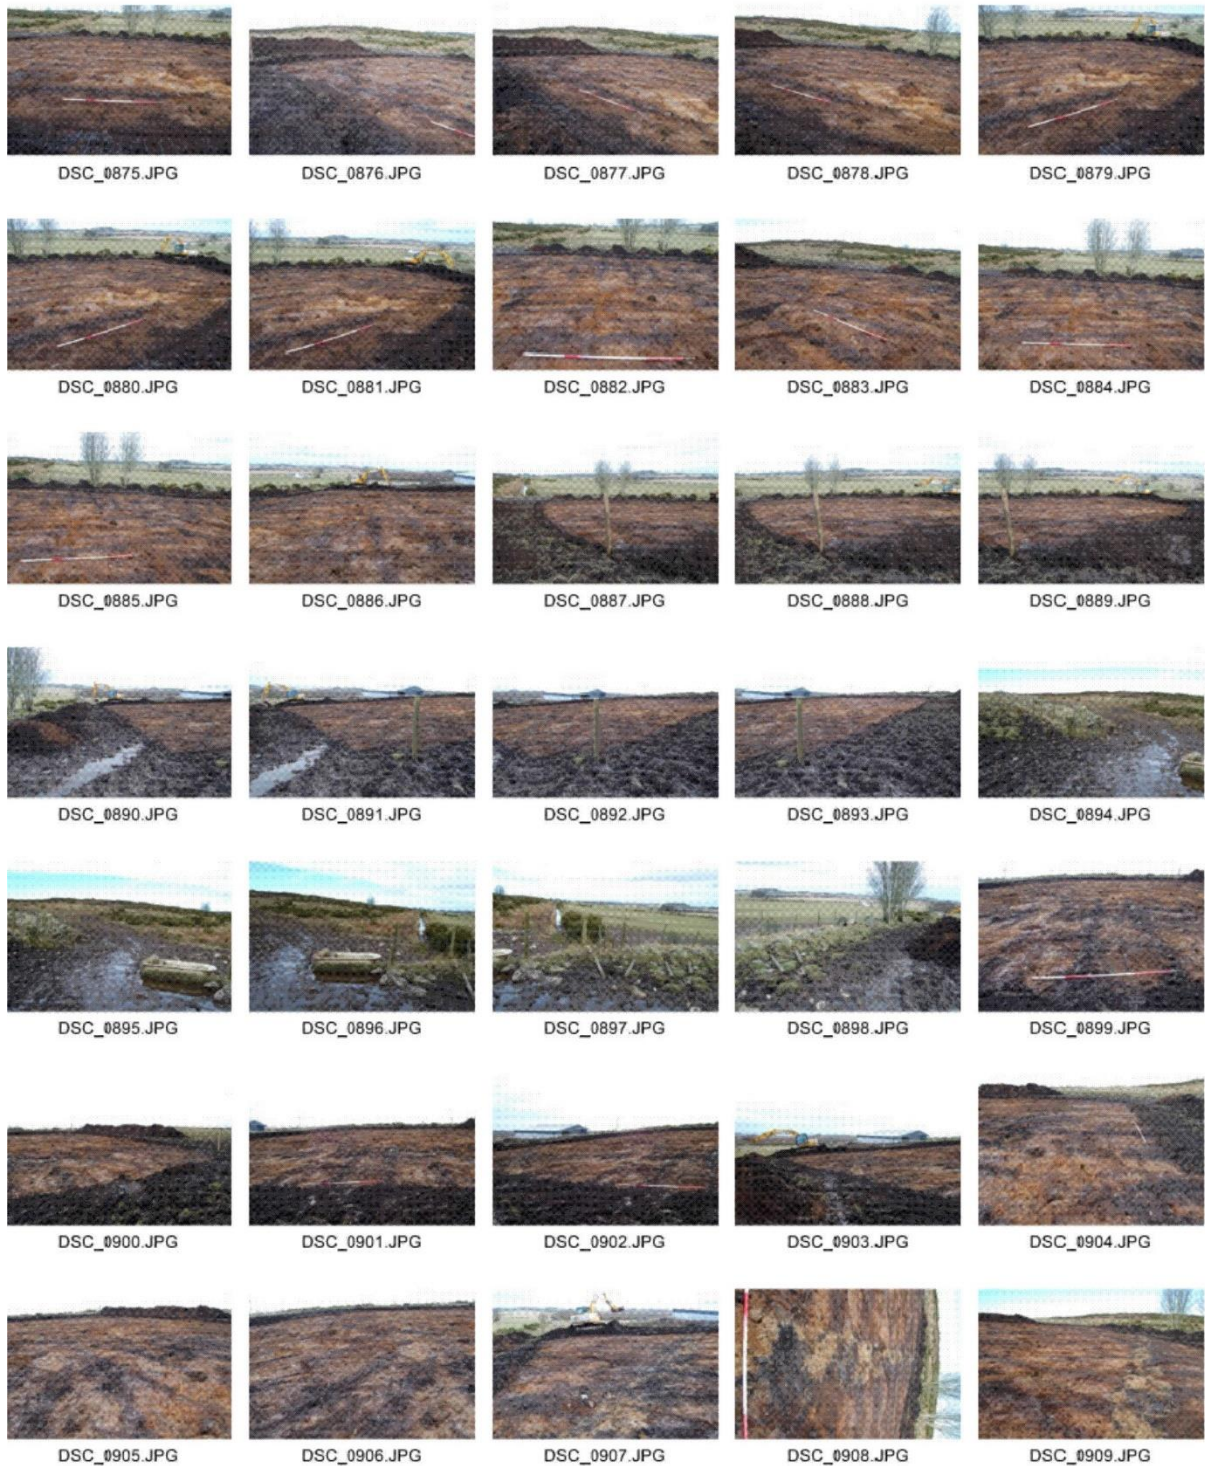 DSC_0875.JPG DSC_0876.JPG DSC_0877.JPG DSC_0878.JPG DSC_0879.JPG
DSC_0880.JPG DSC_0881.JPG DSC_0882.JPG DSC_0883.JPG DSC_0884.JPG
DSC_0885.JPG DSC_0886.JPG DSC_0887.JPG DSC_0888.JPG DSC_0889.JPG
DSC_0890.JPG DSC_0891.JPG DSC_0892.JPG DSC_0893.JPG DSC_0894.JPG
DSC_0895.JPG DSC_0896.JPG DSC_0897.JPG DSC_0898.JPG DSC_0899.JPG
DSC_0900.JPG DSC_0901.JPG DSC_0902.JPG DSC_0903.JPG DSC_0904.JPG
DSC_0905.JPG DSC_0906.JPG DSC_0907.JPG DSC_0908.JPG DSC_0909.JPG